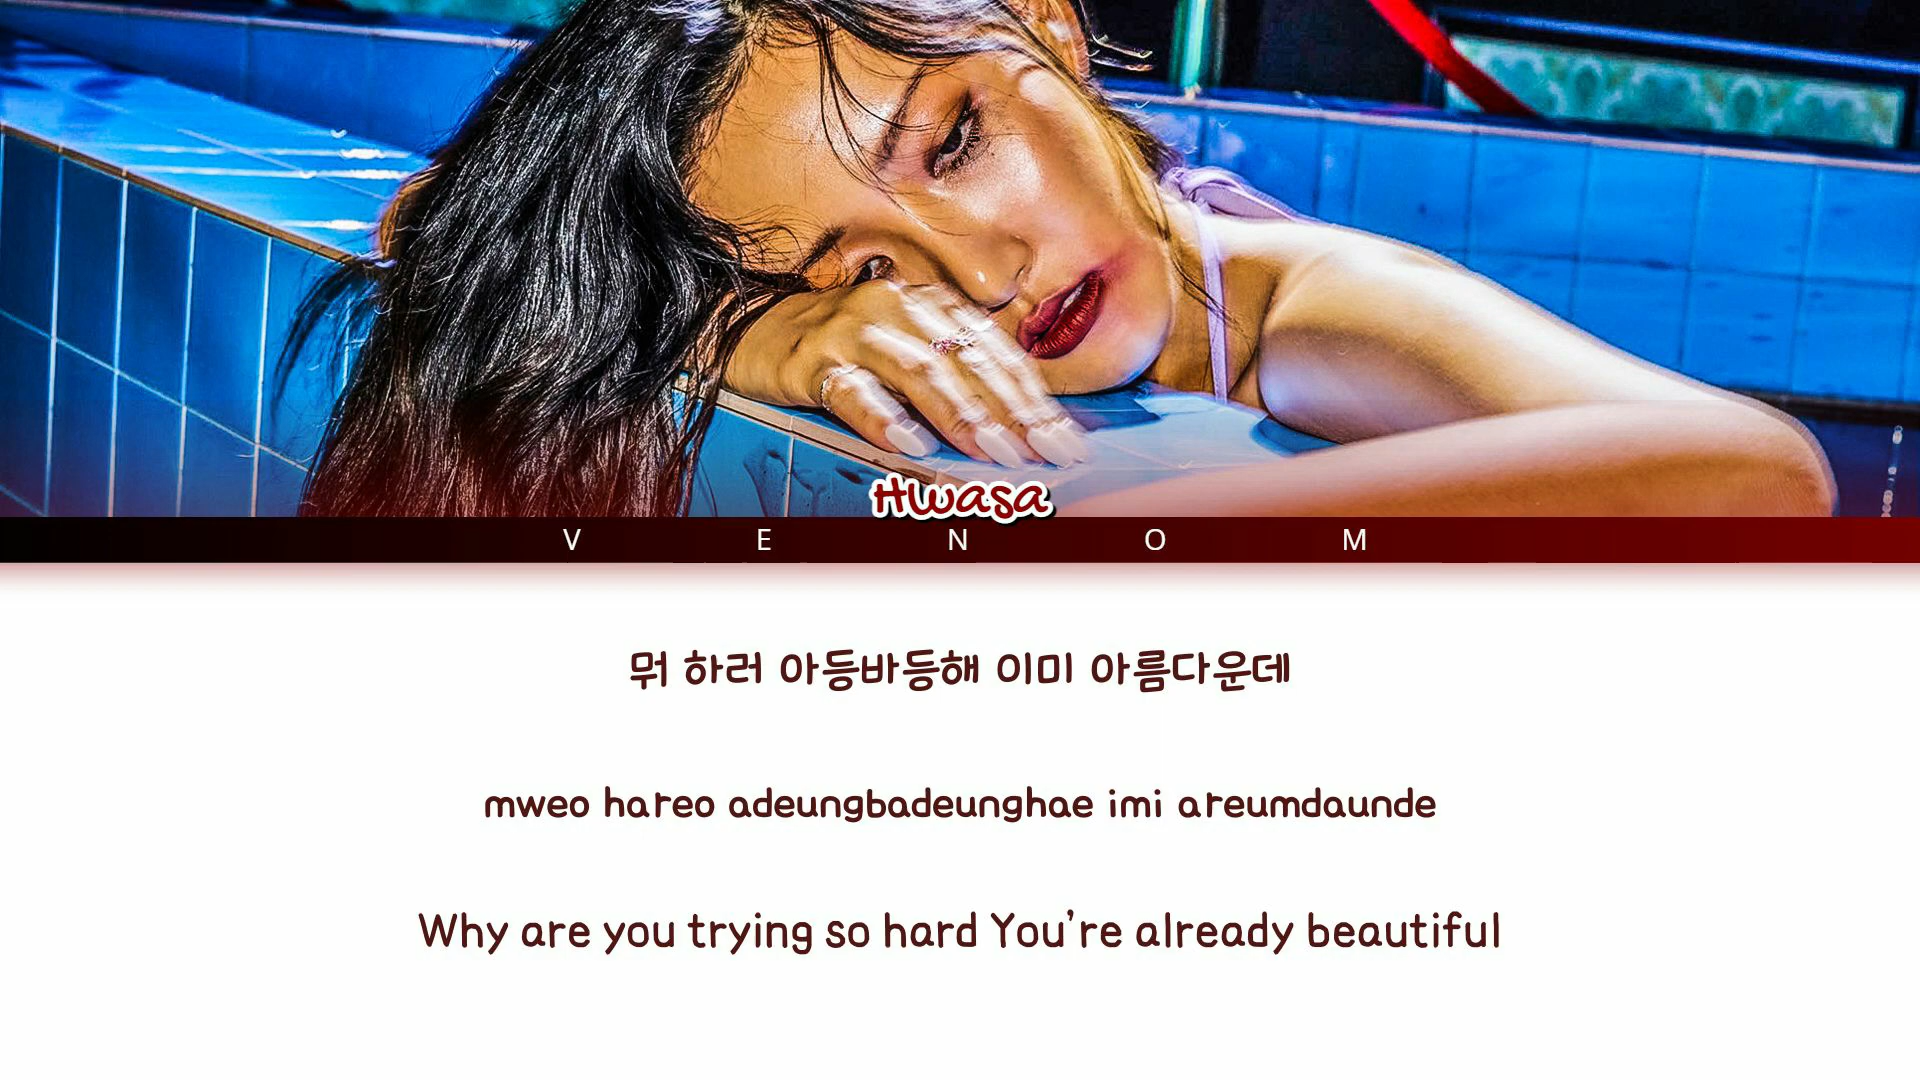 Hwasa
V E N O M
뭐 하러 아등바등해 이미 아름다운데
mweo hareo adeungbadeunghae imi areumdaunde
Why are you trying so hard You're already beautiful